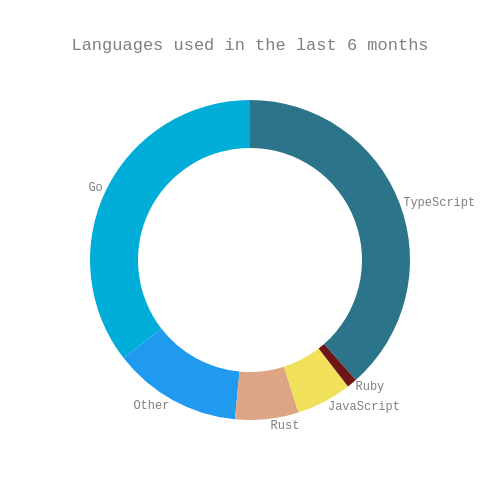 Languages used in the last 6 months
Go
TypeScript
Ruby
JavaScript
Other
Rust